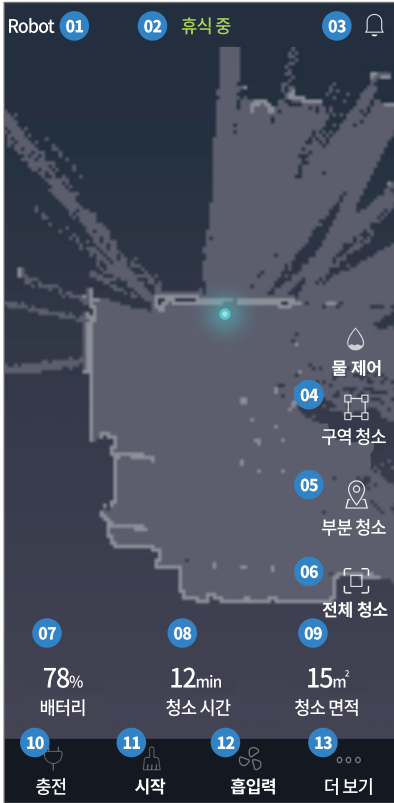 Robot 01 02 휴식 중 03
물 제어
04
구역 청소
05
부분 청소
06
전체 청소
07 08 09
78% 12min 15m²
배터리 청소 시간 청소 면적
10 11 12 13
충전 시작 흡입력 더 보기